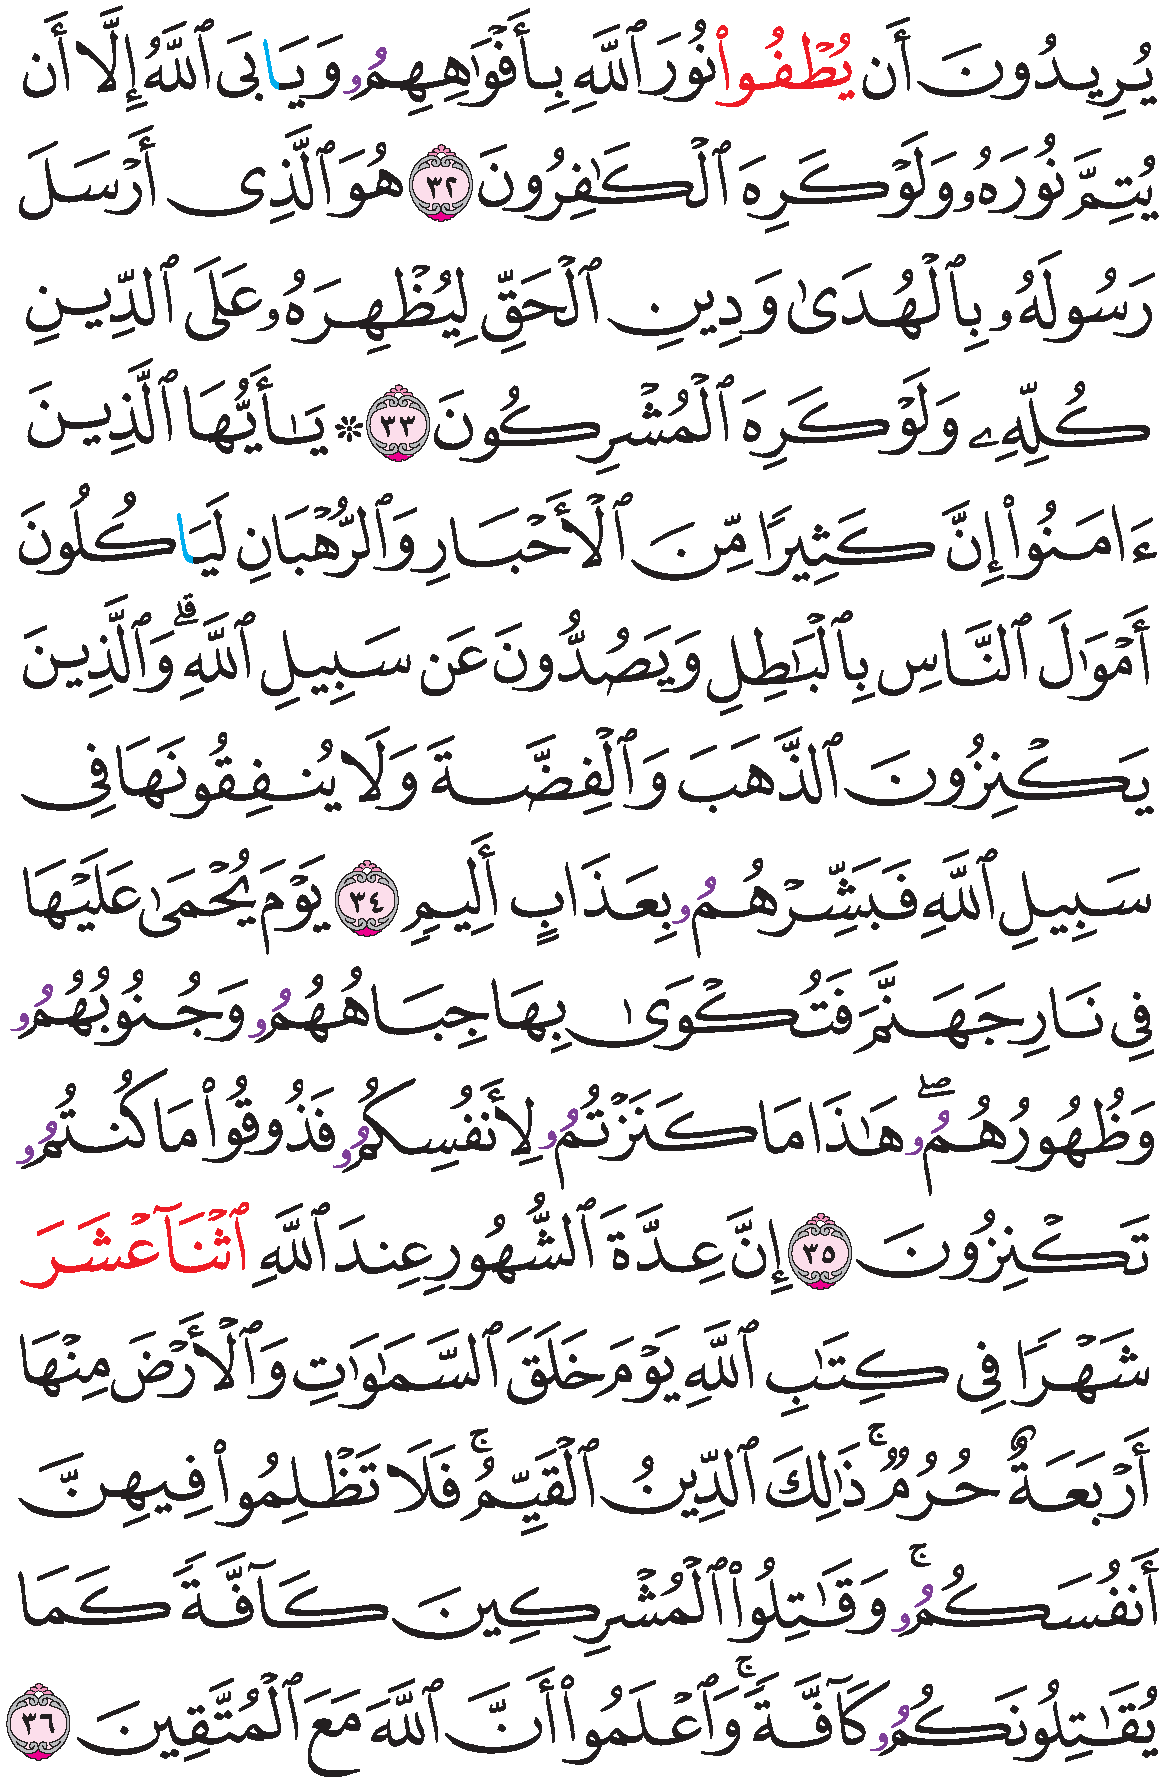 يُرِيدُونَ أَن يُطْفُواْ نُورَ ٱللَّهِ بِأَفْوَٰهِهِمُۥ وَيَابَى ٱللَّهُ إِلَّا أَن
يُتِمَّ نُورَهُۥ وَلَوْ كَرِهَ ٱلْكَٰفِرُونَ ٣٢ هُوَ ٱلَّذِى أَرْسَلَ
رَسُولَهُۥ بِٱلْهُدَىٰ وَدِينِ ٱلْحَقِّ لِيُظْهِرَهُۥ عَلَى ٱلدِّينِ
كُلِّهِۦ وَلَوْ كَرِهَ ٱلْمُشْرِكُونَ ٣٣ ۞ يَٰأَيُّهَا ٱلَّذِينَ
ءَامَنُواْ إِنَّ كَثِيرًا مِّنَ ٱلْأَحْبَارِ وَٱلرُّهْبَانِ لَيَاكُلُونَ
أَمْوَٰلَ ٱلنَّاسِ بِٱلْبَٰطِلِ وَيَصُدُّونَ عَن سَبِيلِ ٱللَّهِۗ وَٱلَّذِينَ
يَكْنِزُونَ ٱلذَّهَبَ وَٱلْفِضَّةَ وَلَا يُنفِقُونَهَا فِى
سَبِيلِ ٱللَّهِ فَبَشِّرْهُمُۥ بِعَذَابٍ أَلِيمٍ ٣٤ يَوْمَ يُحْمَىٰ عَلَيْهَا
فِى نَارِ جَهَنَّمَ فَتُكْوَىٰ بِهَا جِبَاهُهُمُۥ وَجُنُوبُهُمُۥ
وَظُهُورُهُمُۥۖ هَٰذَا مَا كَنَزْتُمُۥ لِأَنفُسِكُمُۥ فَذُوقُواْ مَا كُنتُمُۥ
تَكْنِزُونَ ٣٥ إِنَّ عِدَّةَ ٱلشُّهُورِ عِندَ ٱللَّهِ ٱثْنَآ عْشَرَ
شَهْرًا فِى كِتَٰبِ ٱللَّهِ يَوْمَ خَلَقَ ٱلسَّمَٰوَٰتِ وَٱلْأَرْضَ مِنْهَا
أَرْبَعَةٌ حُرُمٌۚ ذَٰلِكَ ٱلدِّينُ ٱلْقَيِّمُۚ فَلَا تَظْلِمُواْ فِيهِنَّ
أَنفُسَكُمُۥۚ وَقَٰتِلُواْ ٱلْمُشْرِكِينَ كَآفَّةً كَمَا
يُقَٰتِلُونَكُمُۥ كَآفَّةًۚ وَٱعْلَمُواْ أَنَّ ٱللَّهَ مَعَ ٱلْمُتَّقِينَ ٣٦